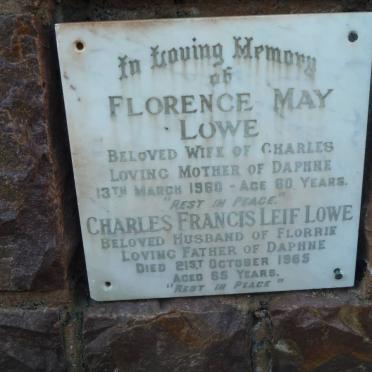 In Loving Memory
of
FLORENCE MAY
LOWE
BELOVED WIFE OF CHARLES
LOVING MOTHER OF DAPHNE
13TH MARCH 1960 - AGE 60 YEARS.
"REST IN PEACE."
CHARLES FRANCIS LEIF LOWE
BELOVED HUSBAND OF FLORRIE
LOVING FATHER OF DAPHNE
DIED 21ST OCTOBER 1965
AGED 65 YEARS.
"REST IN PEACE"